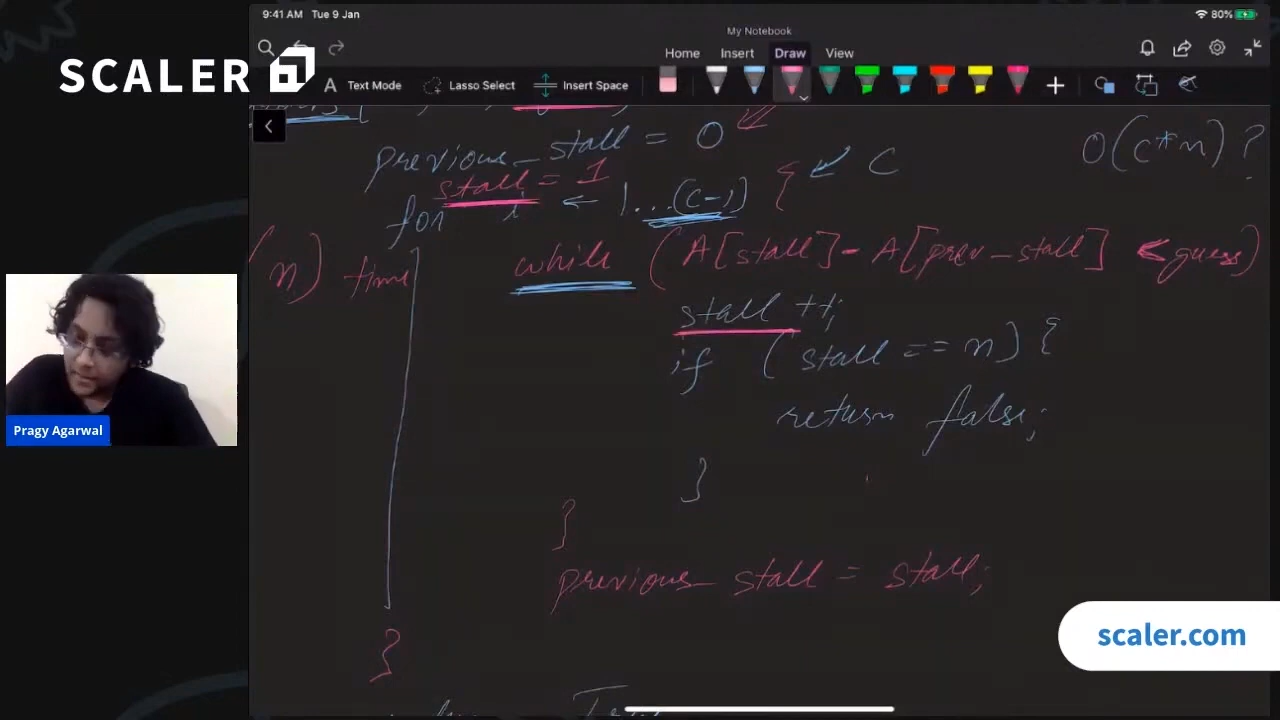 9:41 AM Tue 9 Jan
80%
My Notebook
Home Insert Draw View
SCALER
Text Mode Lasso Select Insert Space
previous_stall = 0
O(c*n) ?
stall = 1
C
for i ← 1...(c-1) {
n) time
while (A[stall] - A[prev_stall] < guess)
stall ++;
if (stall == n) {
return false;
}
}
previous_stall = stall;
}
Pragy Agarwal
scaler.com